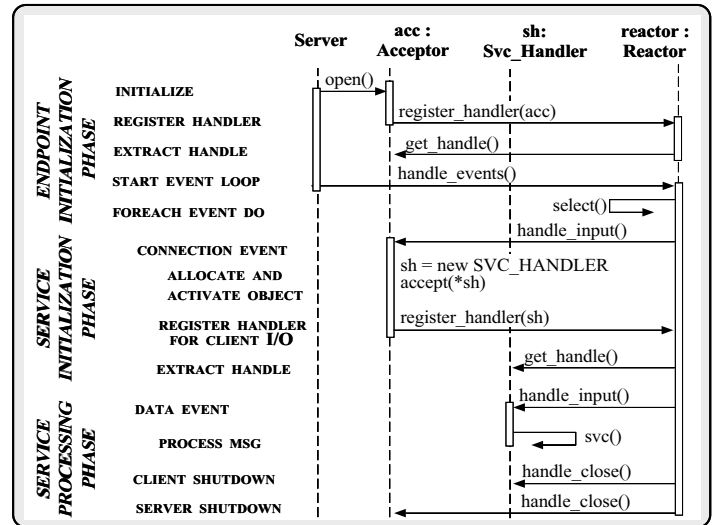 Server
acc :
Acceptor
sh:
Svc_Handler
reactor :
Reactor
ENDPOINT
INITIALIZATION
PHASE
INITIALIZE
open()
REGISTER HANDLER
register_handler(acc)
EXTRACT HANDLE
get_handle()
START EVENT LOOP
handle_events()
FOREACH EVENT DO
select()
SERVICE
INITIALIZATION
PHASE
handle_input()
CONNECTION EVENT
ALLOCATE AND
ACTIVATE OBJECT
sh = new SVC_HANDLER
accept(*sh)
REGISTER HANDLER
FOR CLIENT I/O
register_handler(sh)
EXTRACT HANDLE
get_handle()
SERVICE
PROCESSING
PHASE
DATA EVENT
handle_input()
PROCESS MSG
svc()
CLIENT SHUTDOWN
handle_close()
SERVER SHUTDOWN
handle_close()